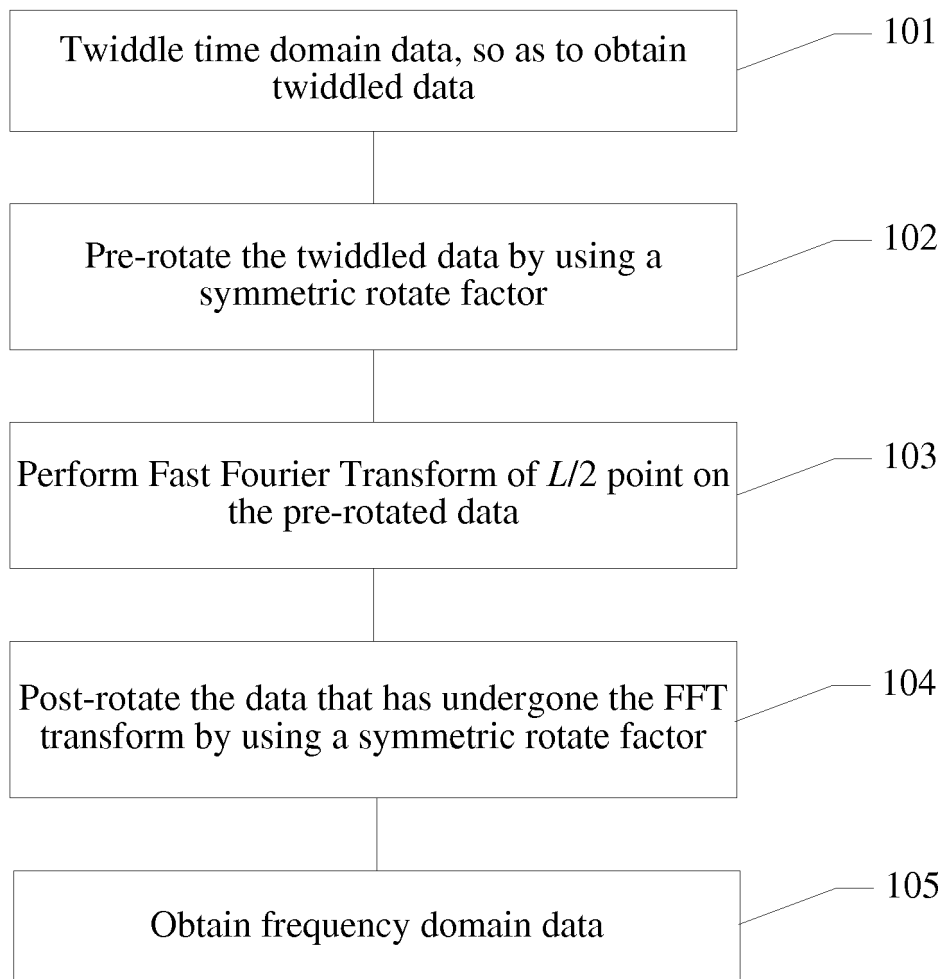 Twiddle time domain data, so as to obtain
twiddled data
101
Pre-rotate the twiddled data by using a
symmetric rotate factor
102
Perform Fast Fourier Transform of L/2 point on
the pre-rotated data
103
Post-rotate the data that has undergone the FFT
transform by using a symmetric rotate factor
104
Obtain frequency domain data
105